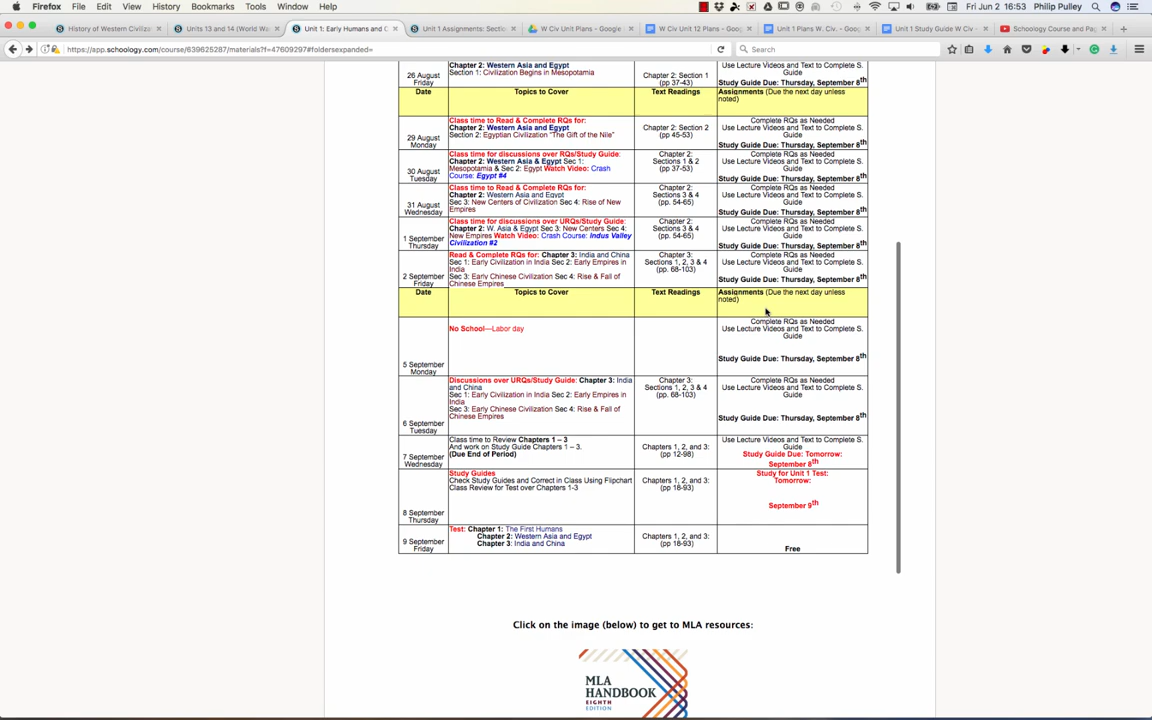 Firefox File Edit View History Bookmarks Tools Window Help Fri Jun 2 16:53 Philip Pulley
History of Western Civiliz Units 13 and 14 (World Wa Unit 1: Early Humans and C Unit 1 Assignments: Secti W Civ Unit Plans - Google W Civ 12 Plans - Goog Unit 1 Plans W. Civ. - Goo Unit 1 Study Guide W Civ Schoology Course and Pa
https://app.schoology.com/course/639625287/materials?f=47609297#foldersexpanded= Search
26 August
Friday
Chapter 2: Western Asia and Egypt
Section 1: Civilization Begins in Mesopotamia
Chapter 2: Section 1
(pp 37-43)
Use Lecture Videos and Text to Complete S.
Guide
Study Guide Due: Thursday, September 8th
Date Topics to Cover Text Readings Assignments (Due the next day unless
noted)
29 August
Monday
Class time to Read & Complete RQs for:
Chapter 2: Western Asia and Egypt
Section 2: Egyptian Civilization "The Gift of the Nile"
Chapter 2: Section 2
(pp 45-53)
Complete RQs as Needed
Use Lecture Videos and Text to Complete S.
Guide
Study Guide Due: Thursday, September 8th
30 August
Tuesday
Class time for discussions over RQs/Study Guide:
Chapter 2: Western Asia & Egypt Sec 1:
Mesopotamia & Sec 2: Egypt Watch Video: Crash
Course: Egypt #4
Chapter 2:
Sections 1 & 2
(pp 37-53)
Complete RQs as Needed
Use Lecture Videos and Text to Complete S.
Guide
Study Guide Due: Thursday, September 8th
31 August
Wednesday
Class time to Read & Complete RQs for:
Chapter 2: Western Asia and Egypt
Sec 3: New Centers of Civilization Sec 4: Rise of New
Empires
Chapter 2:
Sections 3 & 4
(pp. 54-65)
Complete RQs as Needed
Use Lecture Videos and Text to Complete S.
Guide
Study Guide Due: Thursday, September 8th
1 September
Thursday
Class time for discussions over URQs/Study Guide:
Chapter 2: W. Asia & Egypt Sec 3: New Centers Sec 4:
New Empires Watch Video: Crash Course: Indus Valley
Civilization #2
Chapter 2:
Sections 3 & 4
(pp. 54-65)
Complete RQs as Needed
Use Lecture Videos and Text to Complete S.
Guide
Study Guide Due: Thursday, September 8th
2 September
Friday
Read & Complete RQs for: Chapter 3: India and China
Sec 1: Early Civilization in India Sec 2: Early Empires in
India
Sec 3: Early Chinese Civilization Sec 4: Rise & Fall of
Chinese Empires
Chapter 3:
Sections 1, 2, 3 & 4
(pp. 68-103)
Complete RQs as Needed
Use Lecture Videos and Text to Complete S.
Guide
Study Guide Due: Thursday, September 8th
Date Topics to Cover Text Readings Assignments (Due the next day unless
noted)
5 September
Monday
No School—Labor day
Complete RQs as Needed
Use Lecture Videos and Text to Complete S.
Guide
Study Guide Due: Thursday, September 8th
6 September
Tuesday
Discussions over URQs/Study Guide: Chapter 3: India
and China
Sec 1: Early Civilization in India Sec 2: Early Empires in
India
Sec 3: Early Chinese Civilization Sec 4: Rise & Fall of
Chinese Empires
Chapter 3:
Sections 1, 2, 3 & 4
(pp. 68-103)
Complete RQs as Needed
Use Lecture Videos and Text to Complete S.
Guide
Study Guide Due: Thursday, September 8th
7 September
Wednesday
Class time to Review Chapters 1 – 3
And work on Study Guide Chapters 1 – 3.
(Due End of Period)
Chapters 1, 2, and 3:
(pp 12-98)
Use Lecture Videos and Text to Complete S.
Guide
Study Guide Due: Tomorrow:
September 8th
8 September
Thursday
Study Guides
Check Study Guides and Correct in Class Using Flipchart
Class Review for Test over Chapters 1-3
Chapters 1, 2, and 3:
(pp 18-93)
Study for Unit 1 Test:
Tomorrow:
September 9th
9 September
Friday
Test: Chapter 1: The First Humans
Chapter 2: Western Asia and Egypt
Chapter 3: India and China
Chapters 1, 2, and 3:
(pp 18-93)
Free
Click on the image (below) to get to MLA resources:
MLA
HANDBOOK
EIGHTH
EDITION